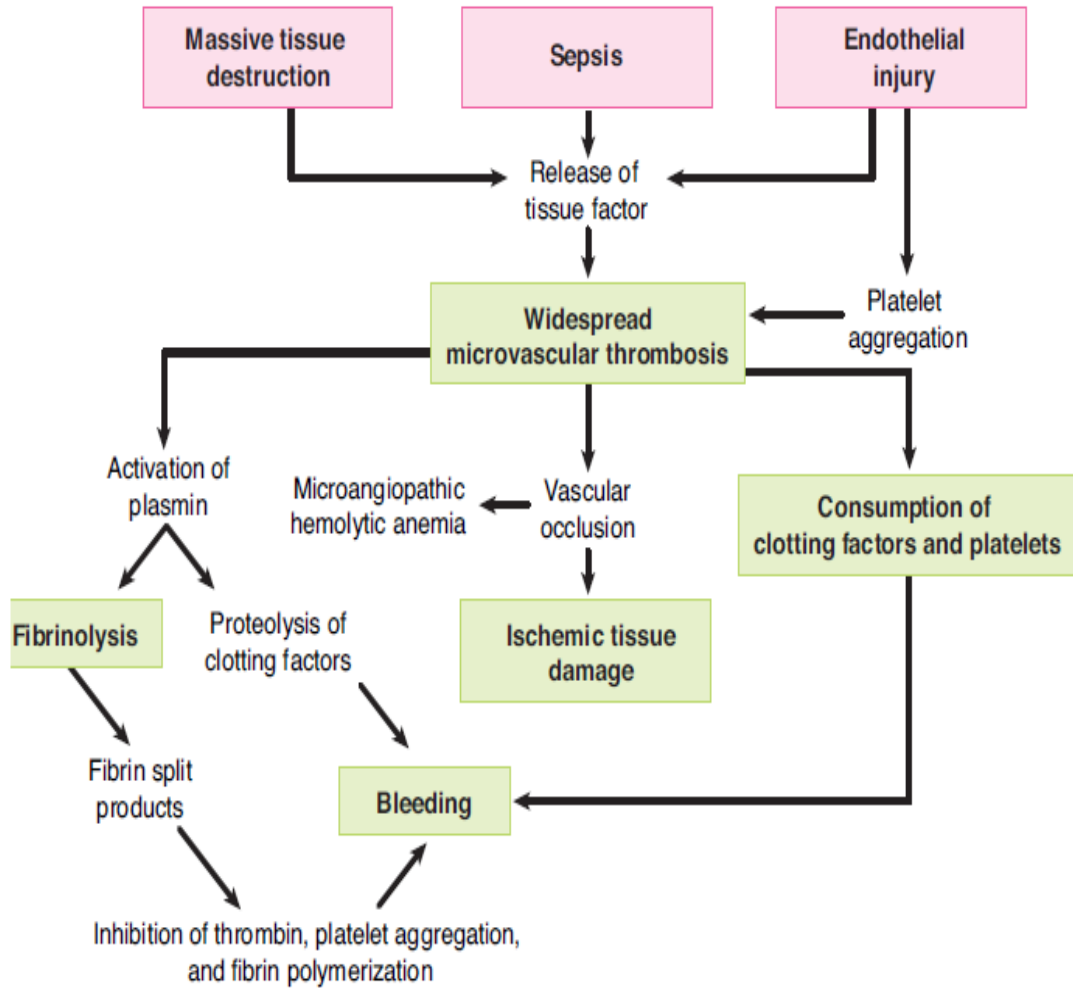 Massive tissue
destruction
Sepsis
Endothelial
injury
Release of
tissue factor
Widespread
microvascular thrombosis
Platelet
aggregation
Activation of
plasmin
Microangiopathic
hemolytic anemia
Vascular
occlusion
Consumption of
clotting factors and platelets
Fibrinolysis
Proteolysis of
clotting factors
Ischemic tissue
damage
Fibrin split
products
Bleeding
Inhibition of thrombin, platelet aggregation,
and fibrin polymerization